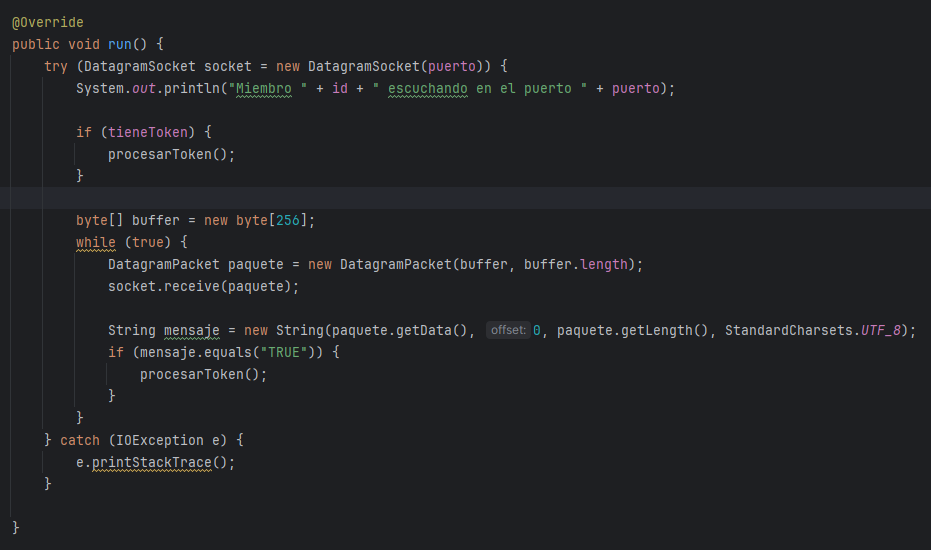 @Override
public void run() {
try (DatagramSocket socket = new DatagramSocket(puerto)) {
System.out.println("Miembro " + id + " escuchando en el puerto " + puerto);
if (tieneToken) {
procesarToken();
}
byte[] buffer = new byte[256];
while (true) {
DatagramPacket paquete = new DatagramPacket(buffer, buffer.length);
socket.receive(paquete);
String mensaje = new String(paquete.getData(), offset: 0, paquete.getLength(), StandardCharsets.UTF_8);
if (mensaje.equals("TRUE")) {
procesarToken();
}
}
} catch (IOException e) {
e.printStackTrace();
}
}